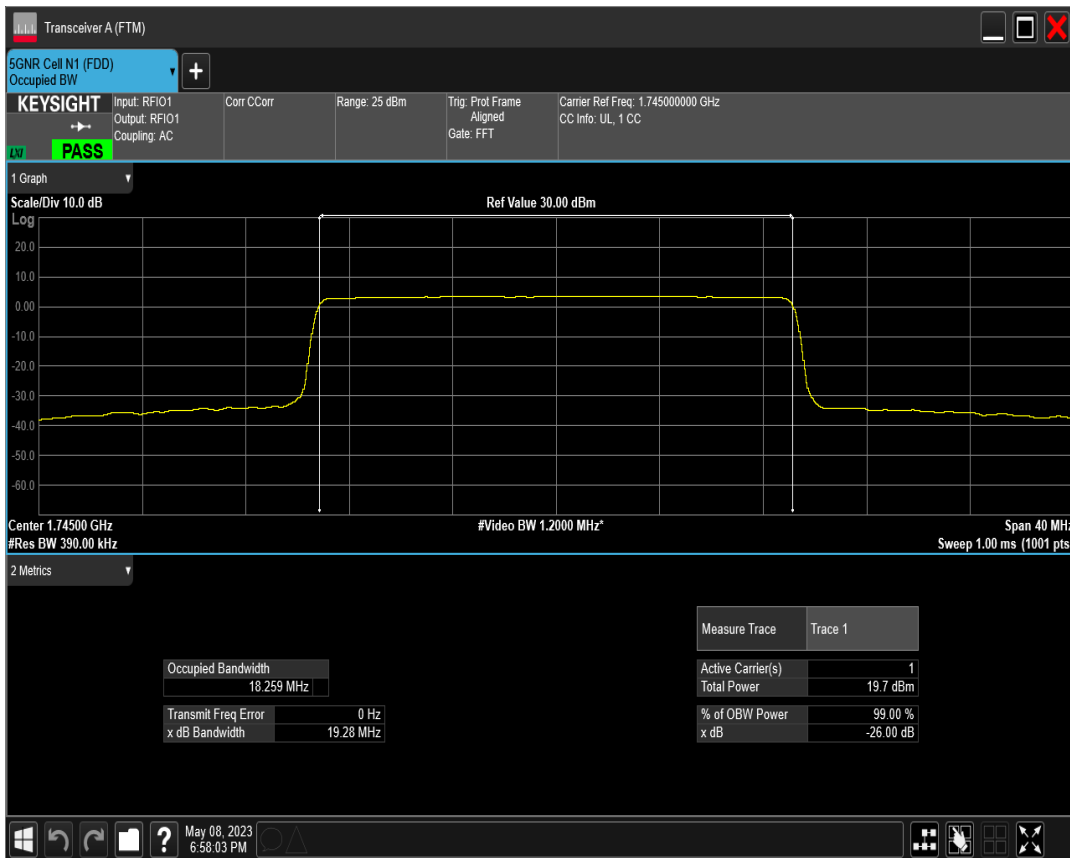 Transceiver A (FTM)
5GNR Cell N1 (FDD)
Occupied BW
KEYSIGHT
LXI
PASS
Input: RFIO1
Output: RFIO1
Coupling: AC
Corr CCorr
Range: 25 dBm
Trig: Prot Frame
Aligned
Gate: FFT
Carrier Ref Freq: 1.745000000 GHz
CC Info: UL, 1 CC
1 Graph
Scale/Div 10.0 dB
Ref Value 30.00 dBm
Log
20.0
10.0
0.00
-10.0
-20.0
-30.0
-40.0
-50.0
-60.0
Center 1.74500 GHz
#Video BW 1.2000 MHz*
Span 40 MHz
#Res BW 390.00 kHz
Sweep 1.00 ms (1001 pts
2 Metrics
Measure Trace Trace 1
Occupied Bandwidth
18.259 MHz
Active Carrier(s) 1
Total Power 19.7 dBm
Transmit Freq Error 0 Hz
x dB Bandwidth 19.28 MHz
% of OBW Power 99.00 %
x dB -26.00 dB
?
May 08, 2023
6:58:03 PM